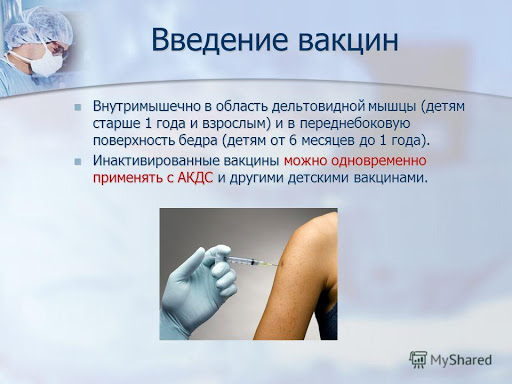 Введение вакцин
Внутримышечно в область дельтовидной мышцы (детям
старше 1 года и взрослым) и в переднебоковую
поверхность бедра (детям от 6 месяцев до 1 года).
Инактивированные вакцины можно одновременно
применять с АКДС и другими детскими вакцинами.
MyShared